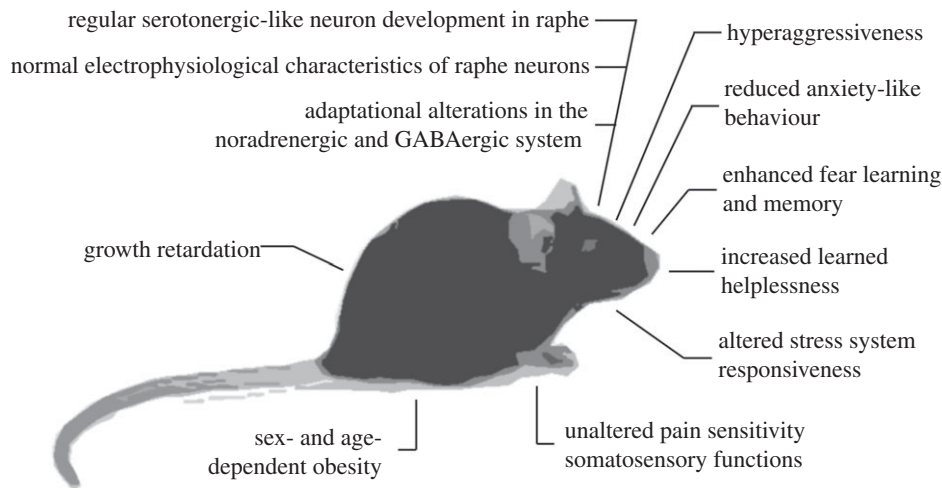 regular serotonergic-like neuron development in raphe
normal electrophysiological characteristics of raphe neurons
adaptational alterations in the
noradrenergic and GABAergic system
growth retardation
hyperaggressiveness
reduced anxiety-like
behaviour
enhanced fear learning
and memory
increased learned
helplessness
altered stress system
responsiveness
sex- and age-
dependent obesity
unaltered pain sensitivity
somatosensory functions